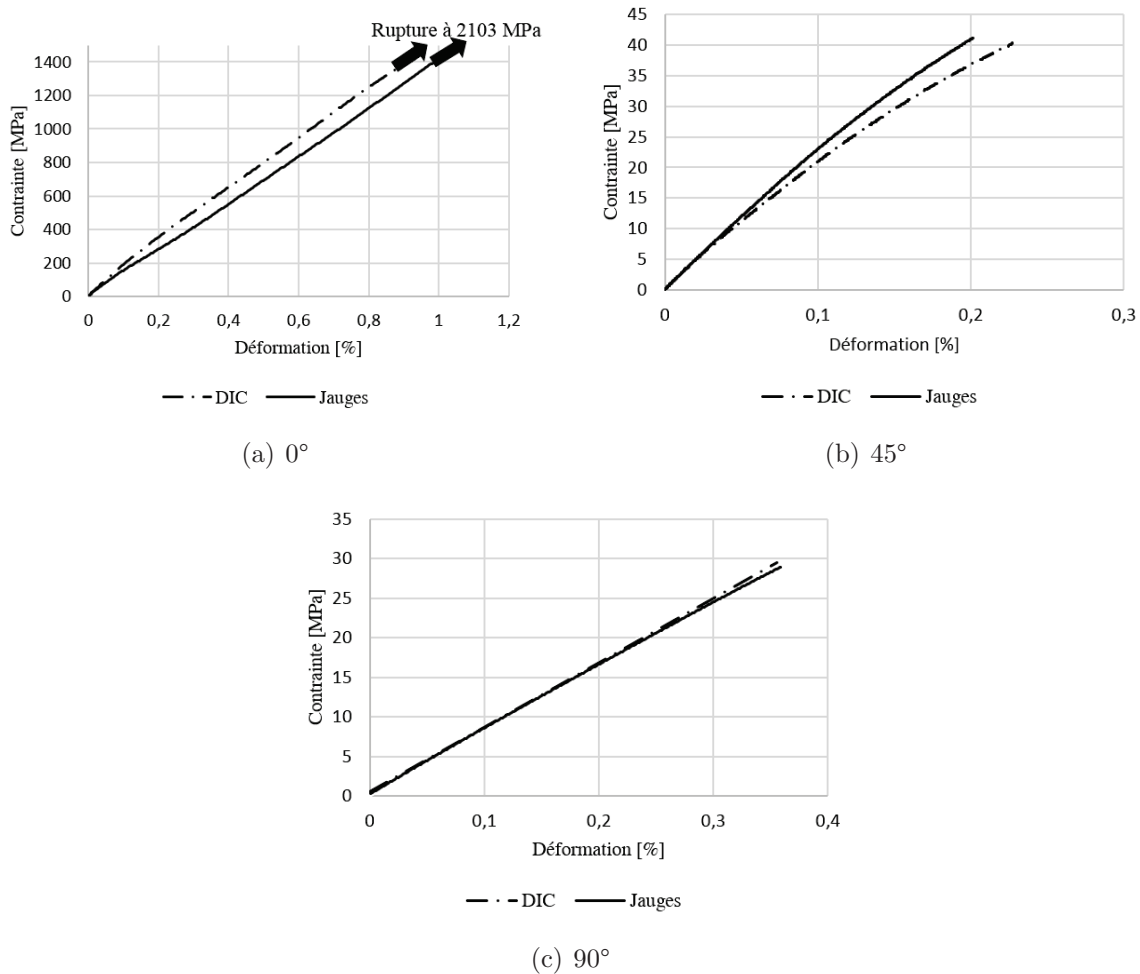 Rupture à 2103 MPa
1400
1200
1000
800
600
400
200
0
Contrainte [MPa]
0 0,2 0,4 0,6 0,8 1 1,2
Déformation [%]
DIC Jauges
(a) 0°
45
40
35
30
25
20
15
10
5
0
Contrainte [MPa]
0 0,1 0,2 0,3
Déformation [%]
DIC Jauges
(b) 45°
35
30
25
20
15
10
5
0
Contrainte [MPa]
0 0,1 0,2 0,3 0,4
Déformation [%]
DIC Jauges
(c) 90°